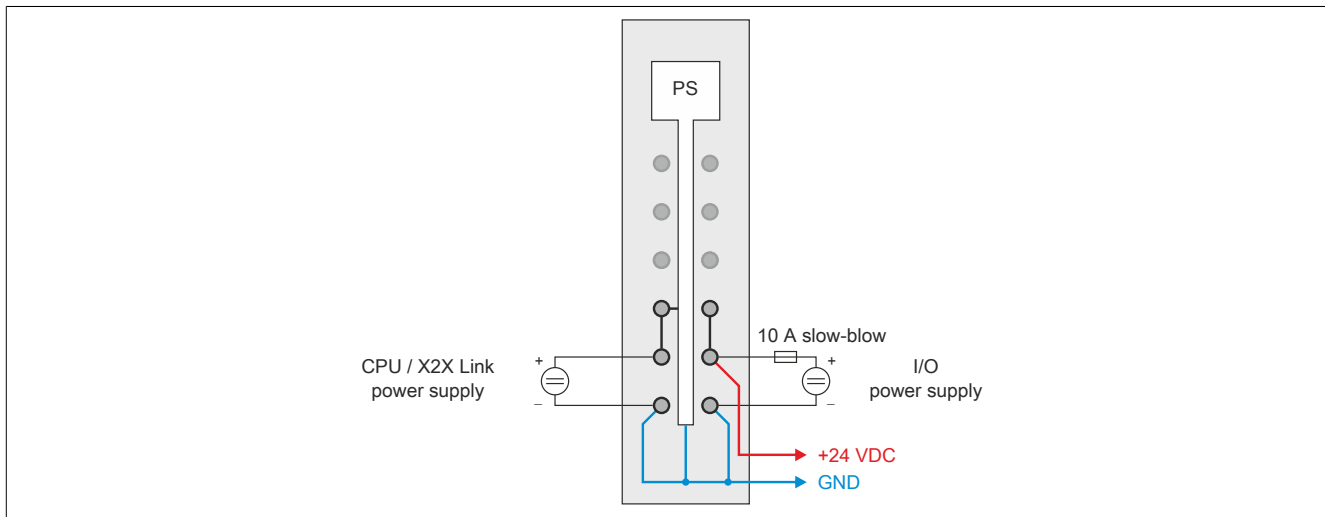 PS
10 A slow-blow
CPU / X2X Link
power supply
+
–
+
–
I/O
power supply
+24 VDC
GND